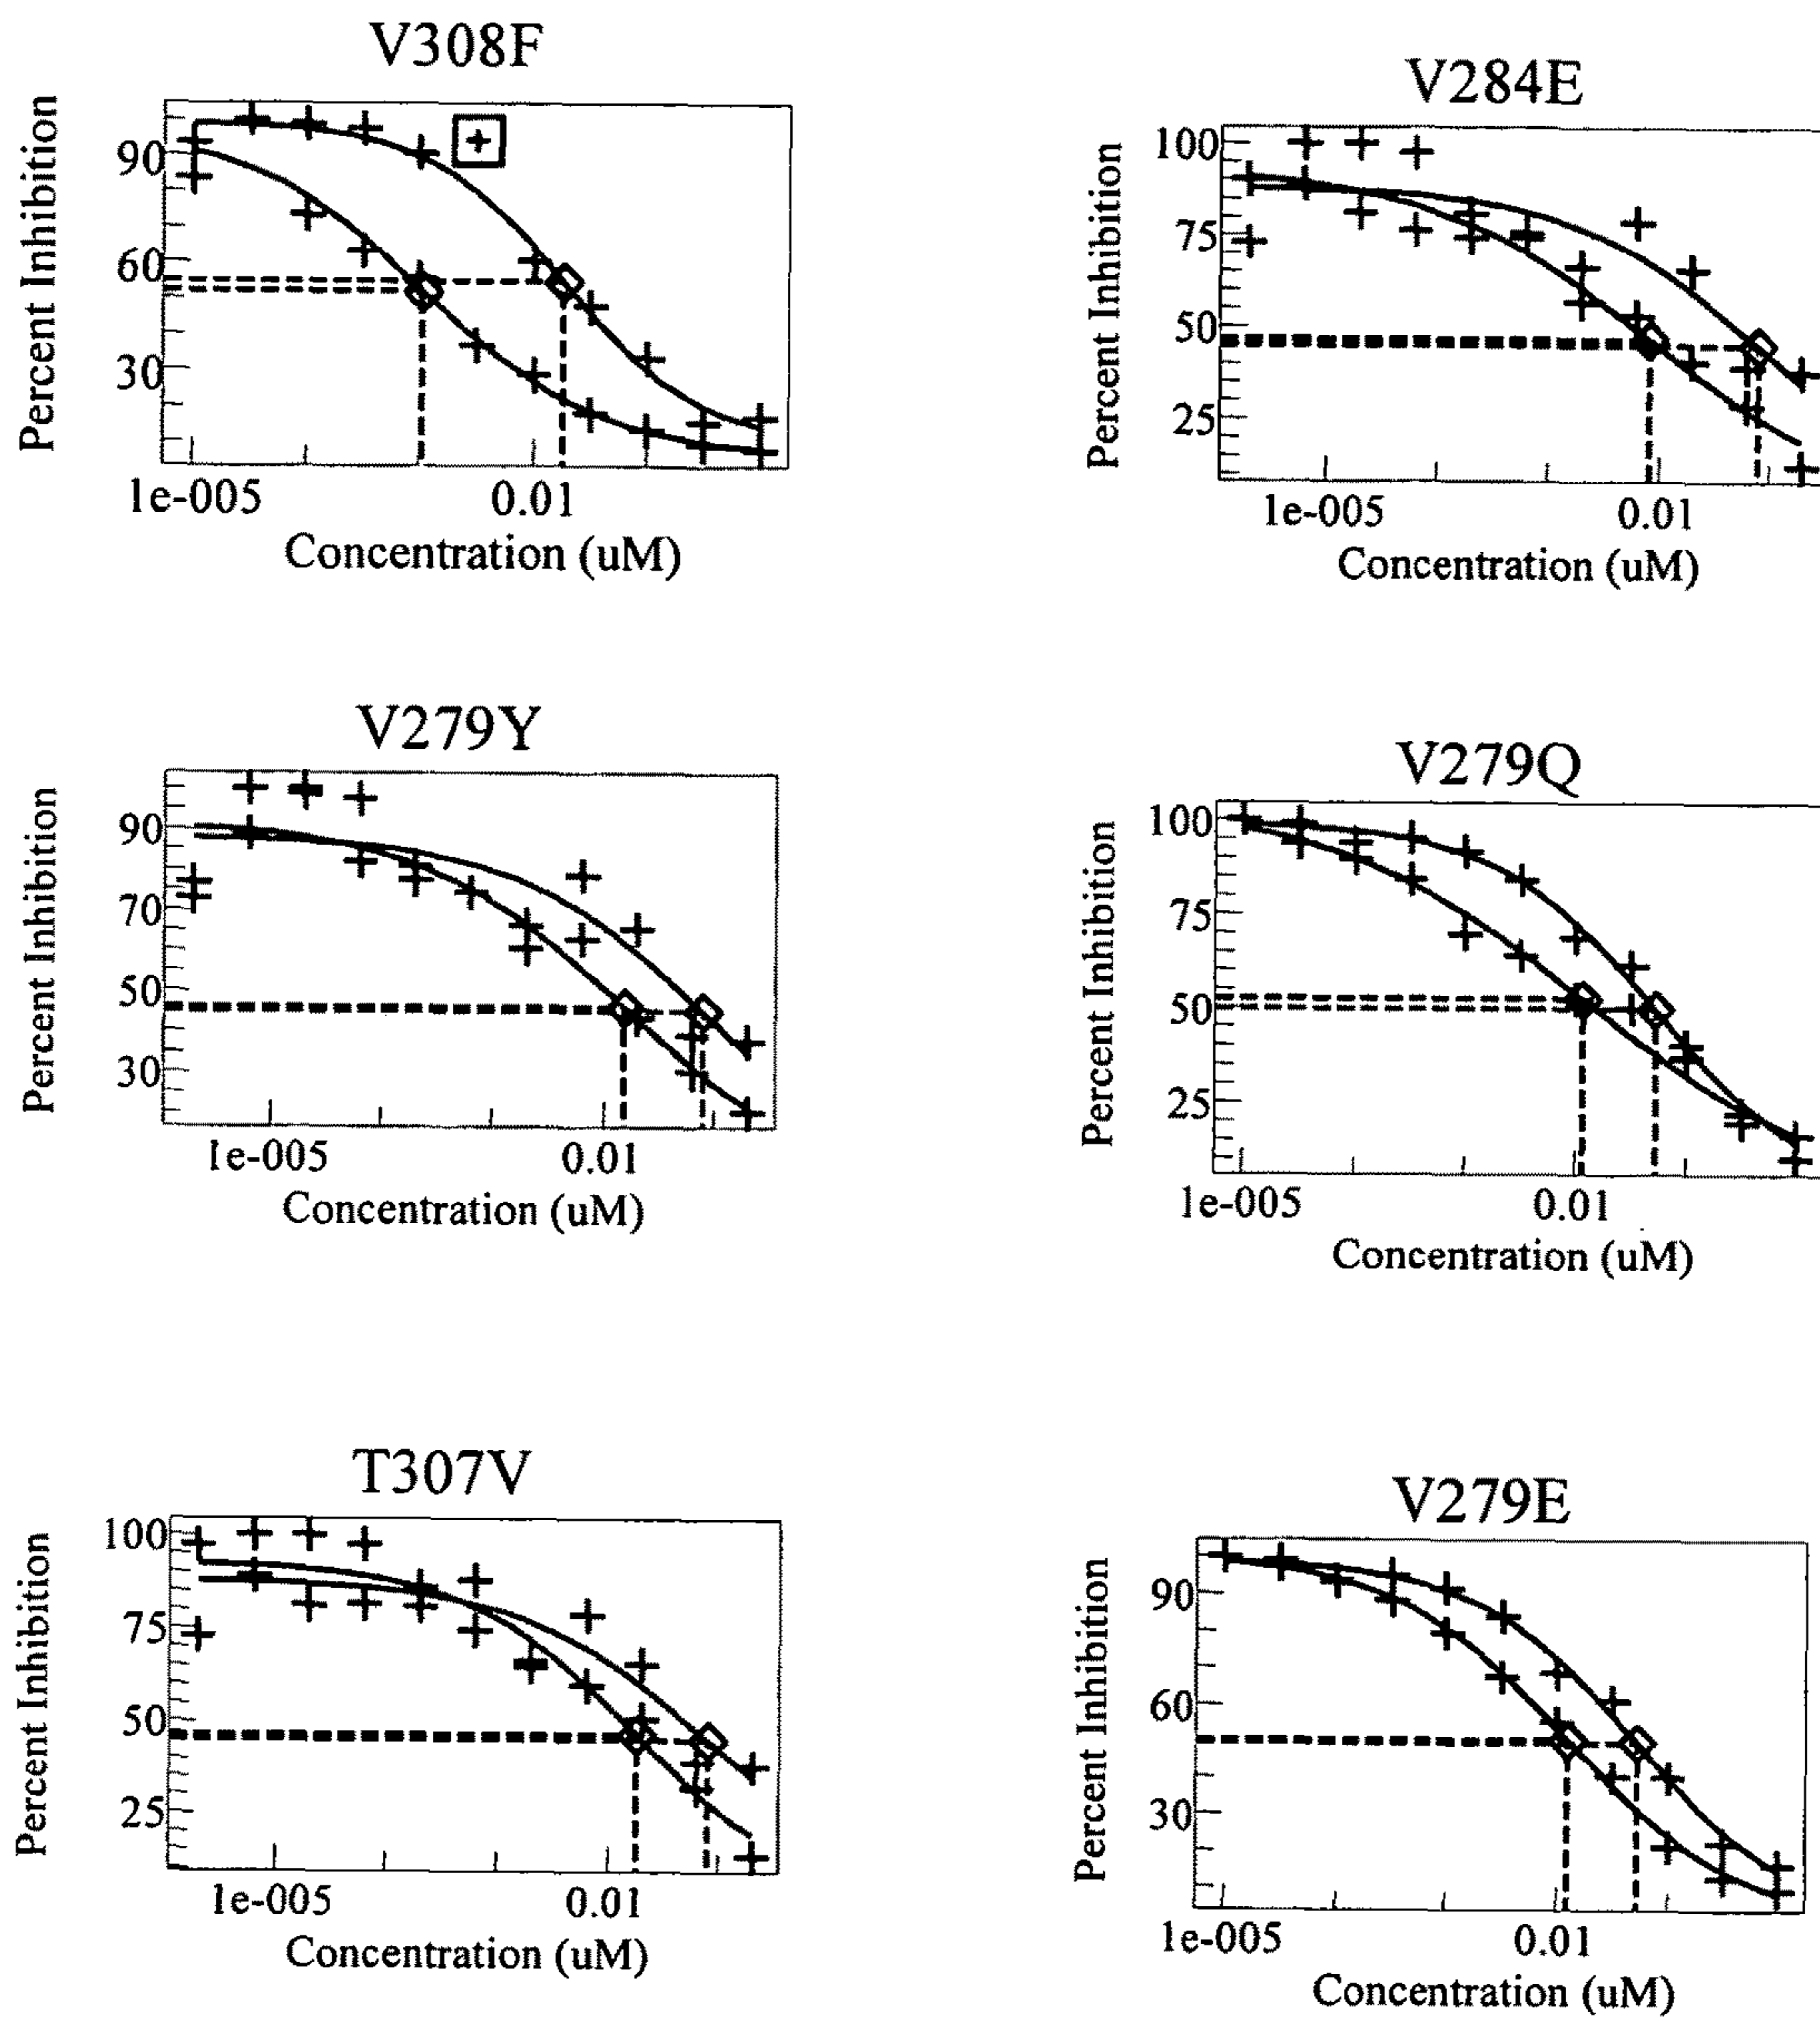 V308F
Percent Inhibition
90
60
30
1e-005
0.01
Concentration (uM)
V284E
Percent Inhibition
100
75
50
25
1e-005
0.01
Concentration (uM)
V279Y
Percent Inhibition
90
70
50
30
1e-005
0.01
Concentration (uM)
V279Q
Percent Inhibition
100
75
50
25
1e-005
0.01
Concentration (uM)
T307V
Percent Inhibition
100
75
50
25
1e-005
0.01
Concentration (uM)
V279E
Percent Inhibition
90
60
30
1e-005
0.01
Concentration (uM)